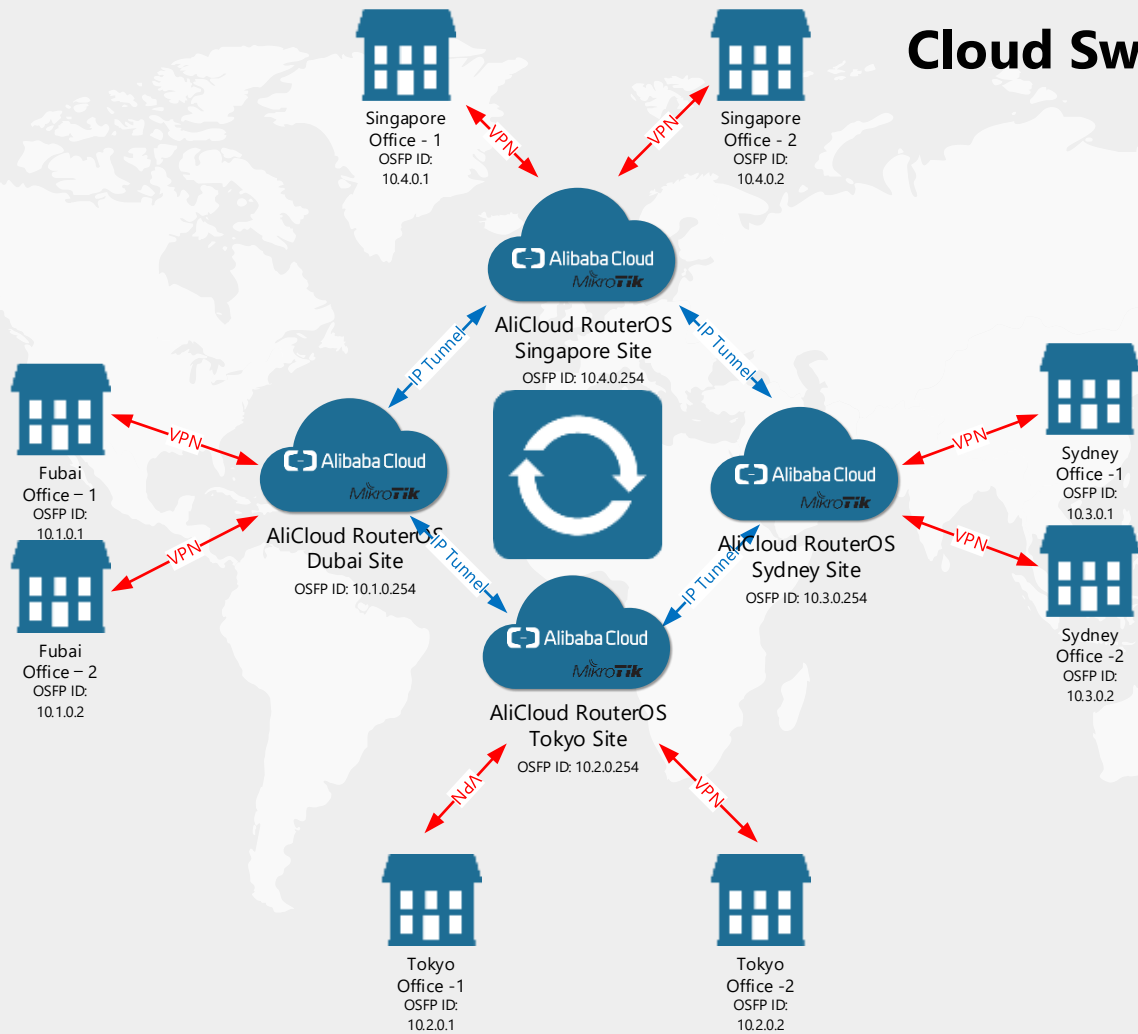 Cloud Sw
Singapore
Office - 1
OSFP ID:
10.4.0.1
VPN
VPN
Singapore
Office - 2
OSFP ID:
10.4.0.2
Alibaba Cloud
MikroTik
AliCloud RouterOS
Singapore Site
OSFP ID: 10.4.0.254
IP Tunnel
IP Tunnel
Fubai
Office – 1
OSFP ID:
10.1.0.1
VPN
VPN
Fubai
Office – 2
OSFP ID:
10.1.0.2
Alibaba Cloud
MikroTik
AliCloud RouterOS
Dubai Site
OSFP ID: 10.1.0.254
IP Tunnel
IP Tunnel
Alibaba Cloud
MikroTik
AliCloud RouterOS
Sydney Site
OSFP ID: 10.3.0.254
VPN
VPN
Sydney
Office -1
OSFP ID:
10.3.0.1
Sydney
Office -2
OSFP ID:
10.3.0.2
Alibaba Cloud
MikroTik
AliCloud RouterOS
Tokyo Site
OSFP ID: 10.2.0.254
VPN
VPN
Tokyo
Office -1
OSFP ID:
10.2.0.1
Tokyo
Office -2
OSFP ID:
10.2.0.2